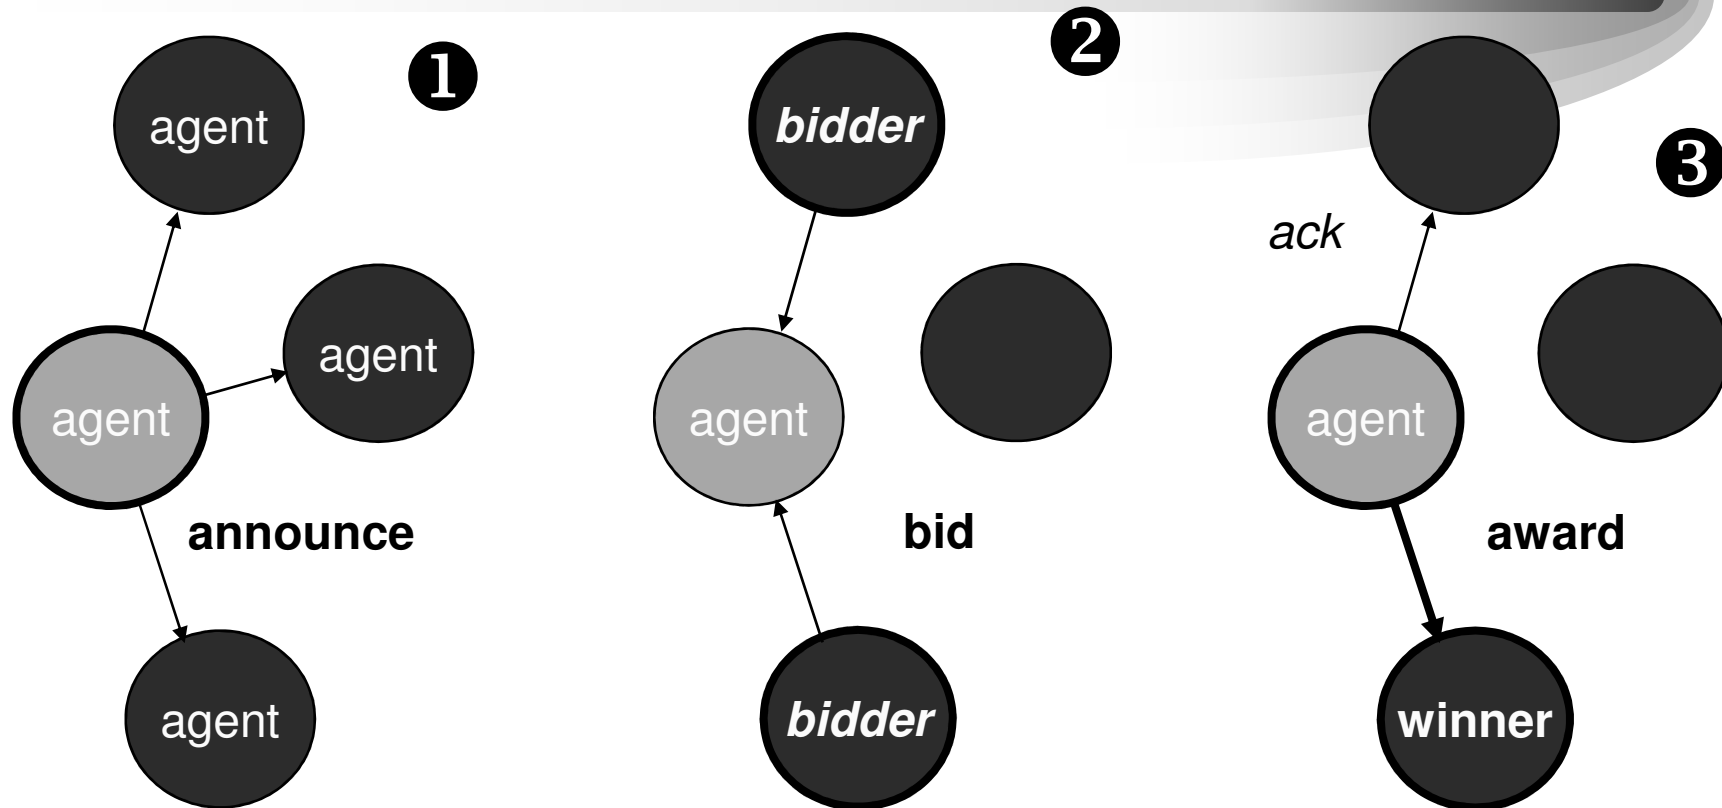 ❶
agent
agent
agent
announce
agent
❷
bidder
agent
bid
bidder
❸
ack
agent
award
winner